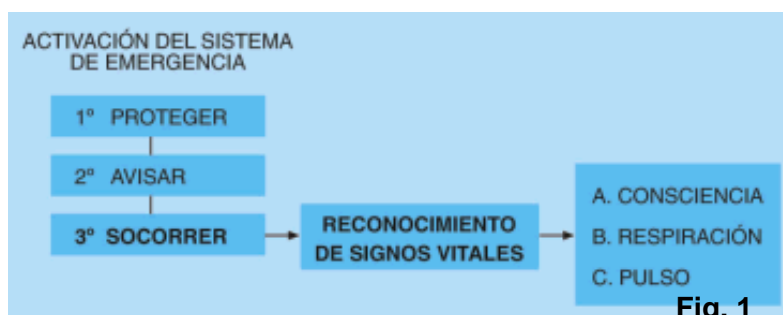 ACTIVACIÓN DEL SISTEMA
DE EMERGENCIA
1º PROTEGER
2º AVISAR
3º SOCORRER
RECONOCIMIENTO
DE SIGNOS VITALES
A. CONSCIENCIA
B. RESPIRACIÓN
C. PULSO
Fig. 1